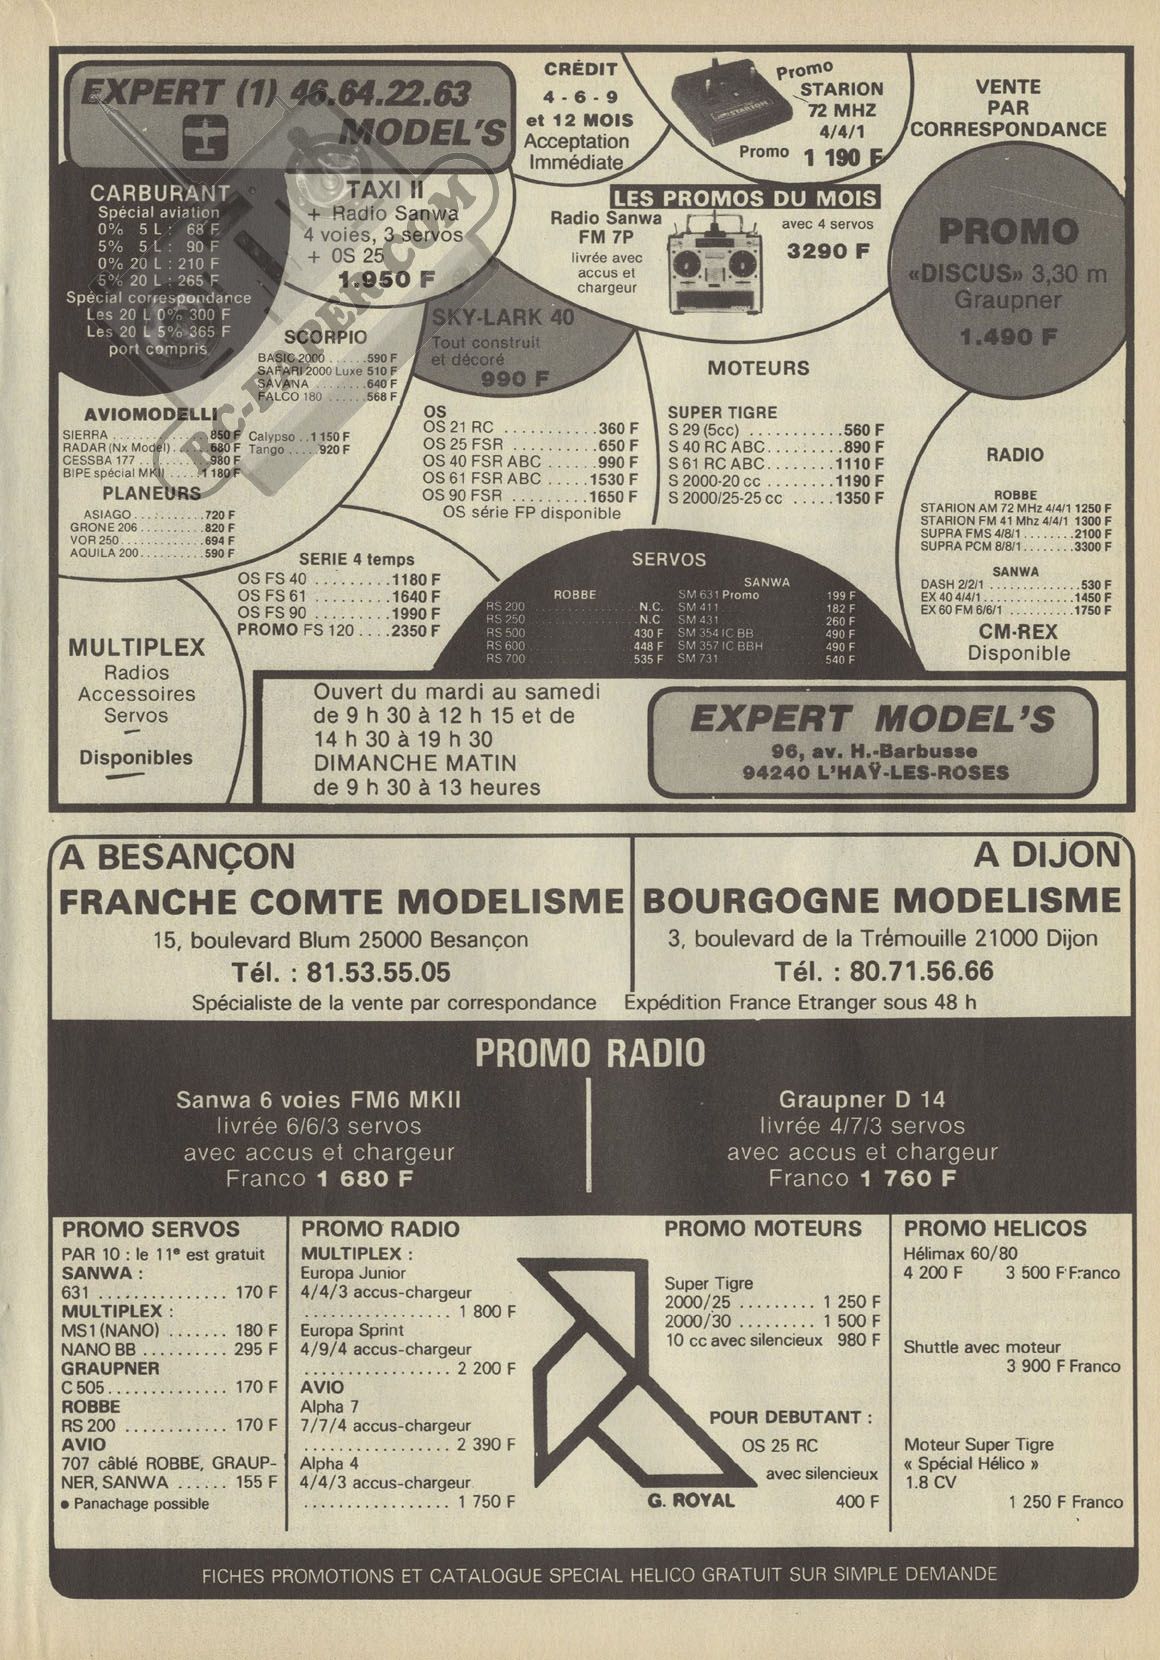 EXPERT (1) 46.64.22.63
MODEL'S
CRÉDIT
4 - 6 - 9
et 12 MOIS
Acceptation
Immédiate
Promo
STARION
72 MHZ
4/4/1
Promo 1 190 F
VENTE
PAR
CORRESPONDANCE
CARBURANT
Spécial aviation
0% 5 L : 68 F
5% 5 L : 90 F
0% 20 L : 210 F
5% 20 L : 265 F
Spécial correspondance
Les 20 L 0% 300 F
Les 20 L 5% 365 F
port compris
TAXI II
+ Radio Sanwa
4 voies, 3 servos
+ OS 25
1.950 F
LES PROMOS DU MOIS
Radio Sanwa
FM 7P
livrée avec
accus et
chargeur
avec 4 servos
3290 F
PROMO
«DISCUS» 3,30 m
Graupner
1.490 F
SKY-LARK 40
Tout construit
et décoré
990 F
SCORPIO
BASIC 2000 ...... 590 F
SAFARI 2000 Luxe 510 F
SAVANA ......... 640 F
FALCO 180 ...... 568 F
AVIOMODELLI
SIERRA ............ 850 F
RADAR (Nx Model) . 680 F
CESSBA 177 ........ 980 F
BIPE spécial MKII ..... 1180 F
Calypso .. 1150 F
Tango ..... 920 F
PLANEURS
ASIAGO .......... 720 F
GRONE 206 ......... 820 F
VOR 250 ........... 694 F
AQUILA 200 ......... 590 F
MOTEURS
OS
OS 21 RC .......... 360 F
OS 25 FSR ......... 650 F
OS 40 FSR ABC ..... 990 F
OS 61 FSR ABC ..... 1530 F
OS 90 FSR ......... 1650 F
OS série FP disponible
SUPER TIGRE
S 29 (5cc) .......... 560 F
S 40 RC ABC ........ 890 F
S 61 RC ABC ....... 1110 F
S 2000-20 cc ....... 1190 F
S 2000/25-25 cc ..... 1350 F
SERIE 4 temps
OS FS 40 ......... 1180 F
OS FS 61 ......... 1640 F
OS FS 90 ......... 1990 F
PROMO FS 120 .... 2350 F
RADIO
ROBBE
STARION AM 72 MHz 4/4/1 1250 F
STARION FM 41 Mhz 4/4/1 1300 F
SUPRA FMS 4/8/1 ........ 2100 F
SUPRA PCM 8/8/1 ........ 3300 F
SANWA
DASH 2/2/1 .............. 530 F
EX 40 4/4/1 ............. 1450 F
EX 60 FM 6/6/1 .......... 1750 F
CM-REX
Disponible
SERVOS
ROBBE
RS 200 N.C.
RS 250 N.C
RS 500 430 F
RS 600 448 F
RS 700 535 F
SANWA
SM 631 Promo 199 F
SM 411 182 F
SM 431 260 F
SM 354 IC BB 490 F
SM 357 IC BBH 490 F
SM 731 540 F
MULTIPLEX
Radios
Accessoires
Servos
Disponibles
Ouvert du mardi au samedi
de 9 h 30 à 12 h 15 et de
14 h 30 à 19 h 30
DIMANCHE MATIN
de 9 h 30 à 13 heures
EXPERT MODEL'S
96, av. H.-Barbusse
94240 L'HAŸ-LES-ROSES
RC-EXPER.COM
A BESANÇON
FRANCHE COMTE MODELISME
15, boulevard Blum 25000 Besançon
Tél. : 81.53.55.05
A DIJON
BOURGOGNE MODELISME
3, boulevard de la Trémouille 21000 Dijon
Tél. : 80.71.56.66
Spécialiste de la vente par correspondance Expédition France Etranger sous 48 h
PROMO RADIO
Sanwa 6 voies FM6 MKII
livrée 6/6/3 servos
avec accus et chargeur
Franco 1 680 F
Graupner D 14
livrée 4/7/3 servos
avec accus et chargeur
Franco 1 760 F
PROMO SERVOS
PAR 10 : le 11e est gratuit
SANWA :
631 ............... 170 F
MULTIPLEX :
MS1 (NANO) ....... 180 F
NANO BB ......... 295 F
GRAUPNER
C 505 .............. 170 F
ROBBE
RS 200 ............ 170 F
AVIO
707 câblé ROBBE, GRAUP-
NER, SANWA ...... 155 F
● Panachage possible
PROMO RADIO
MULTIPLEX :
Europa Junior
4/4/3 accus-chargeur
................. 1 800 F
Europa Sprint
4/9/4 accus-chargeur
................. 2 200 F
AVIO
Alpha 7
7/7/4 accus-chargeur
................. 2 390 F
Alpha 4
4/4/3 accus-chargeur
................. 1 750 F
G. ROYAL
PROMO MOTEURS
Super Tigre
2000/25 ......... 1 250 F
2000/30 ......... 1 500 F
10 cc avec silencieux 980 F
POUR DEBUTANT :
OS 25 RC
avec silencieux
400 F
PROMO HELICOS
Hélimax 60/80
4 200 F 3 500 F Franco
Shuttle avec moteur
3 900 F Franco
Moteur Super Tigre
« Spécial Hélico »
1.8 CV
1 250 F Franco
FICHES PROMOTIONS ET CATALOGUE SPECIAL HELICO GRATUIT SUR SIMPLE DEMANDE